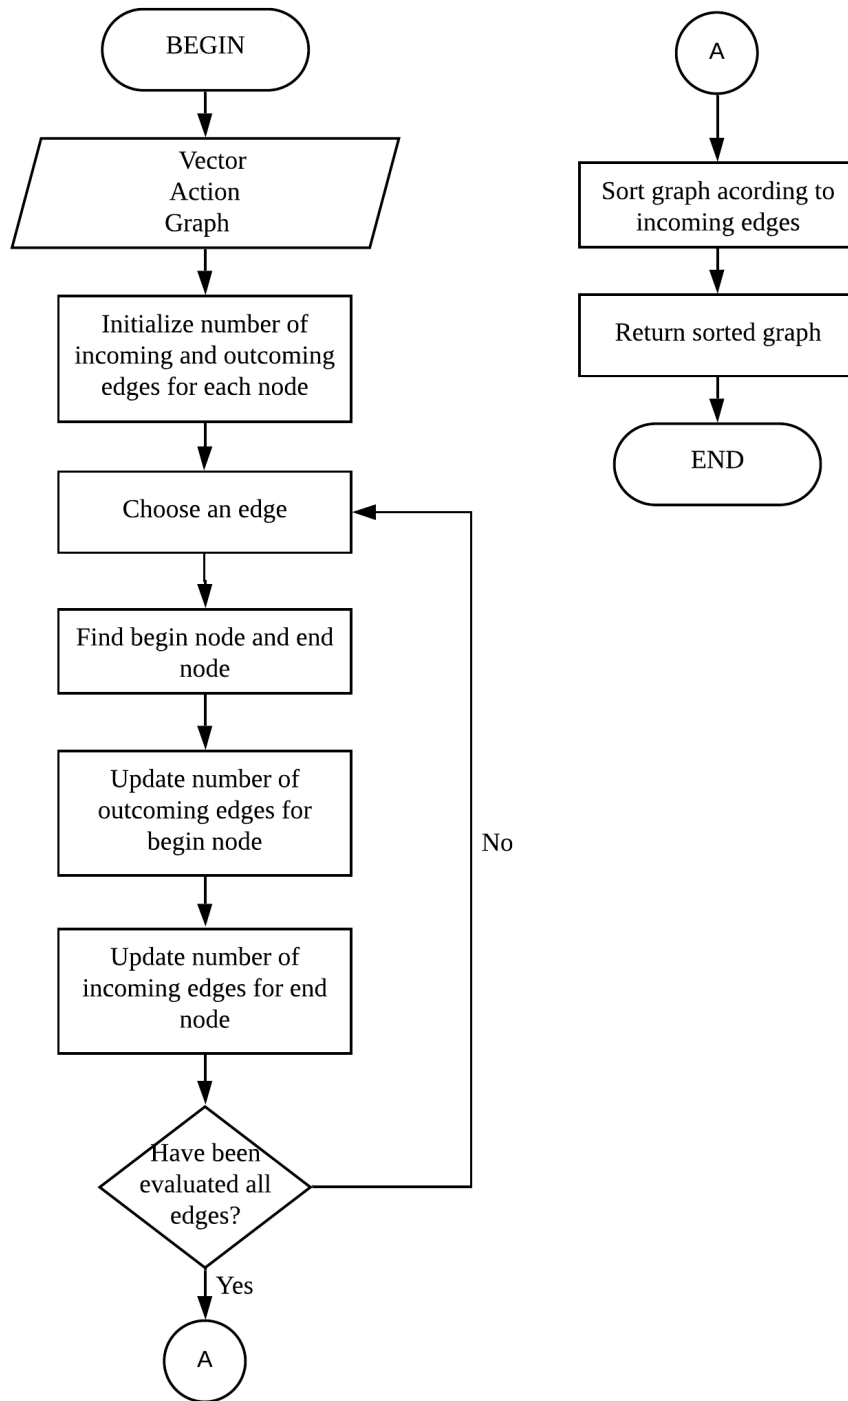 BEGIN
Vector
Action
Graph
Initialize number of
incoming and outcoming
edges for each node
Choose an edge
Find begin node and end
node
Update number of
outcoming edges for
begin node
No
Update number of
incoming edges for end
node
Have been
evaluated all
edges?
Yes
A
A
Sort graph acording to
incoming edges
Return sorted graph
END